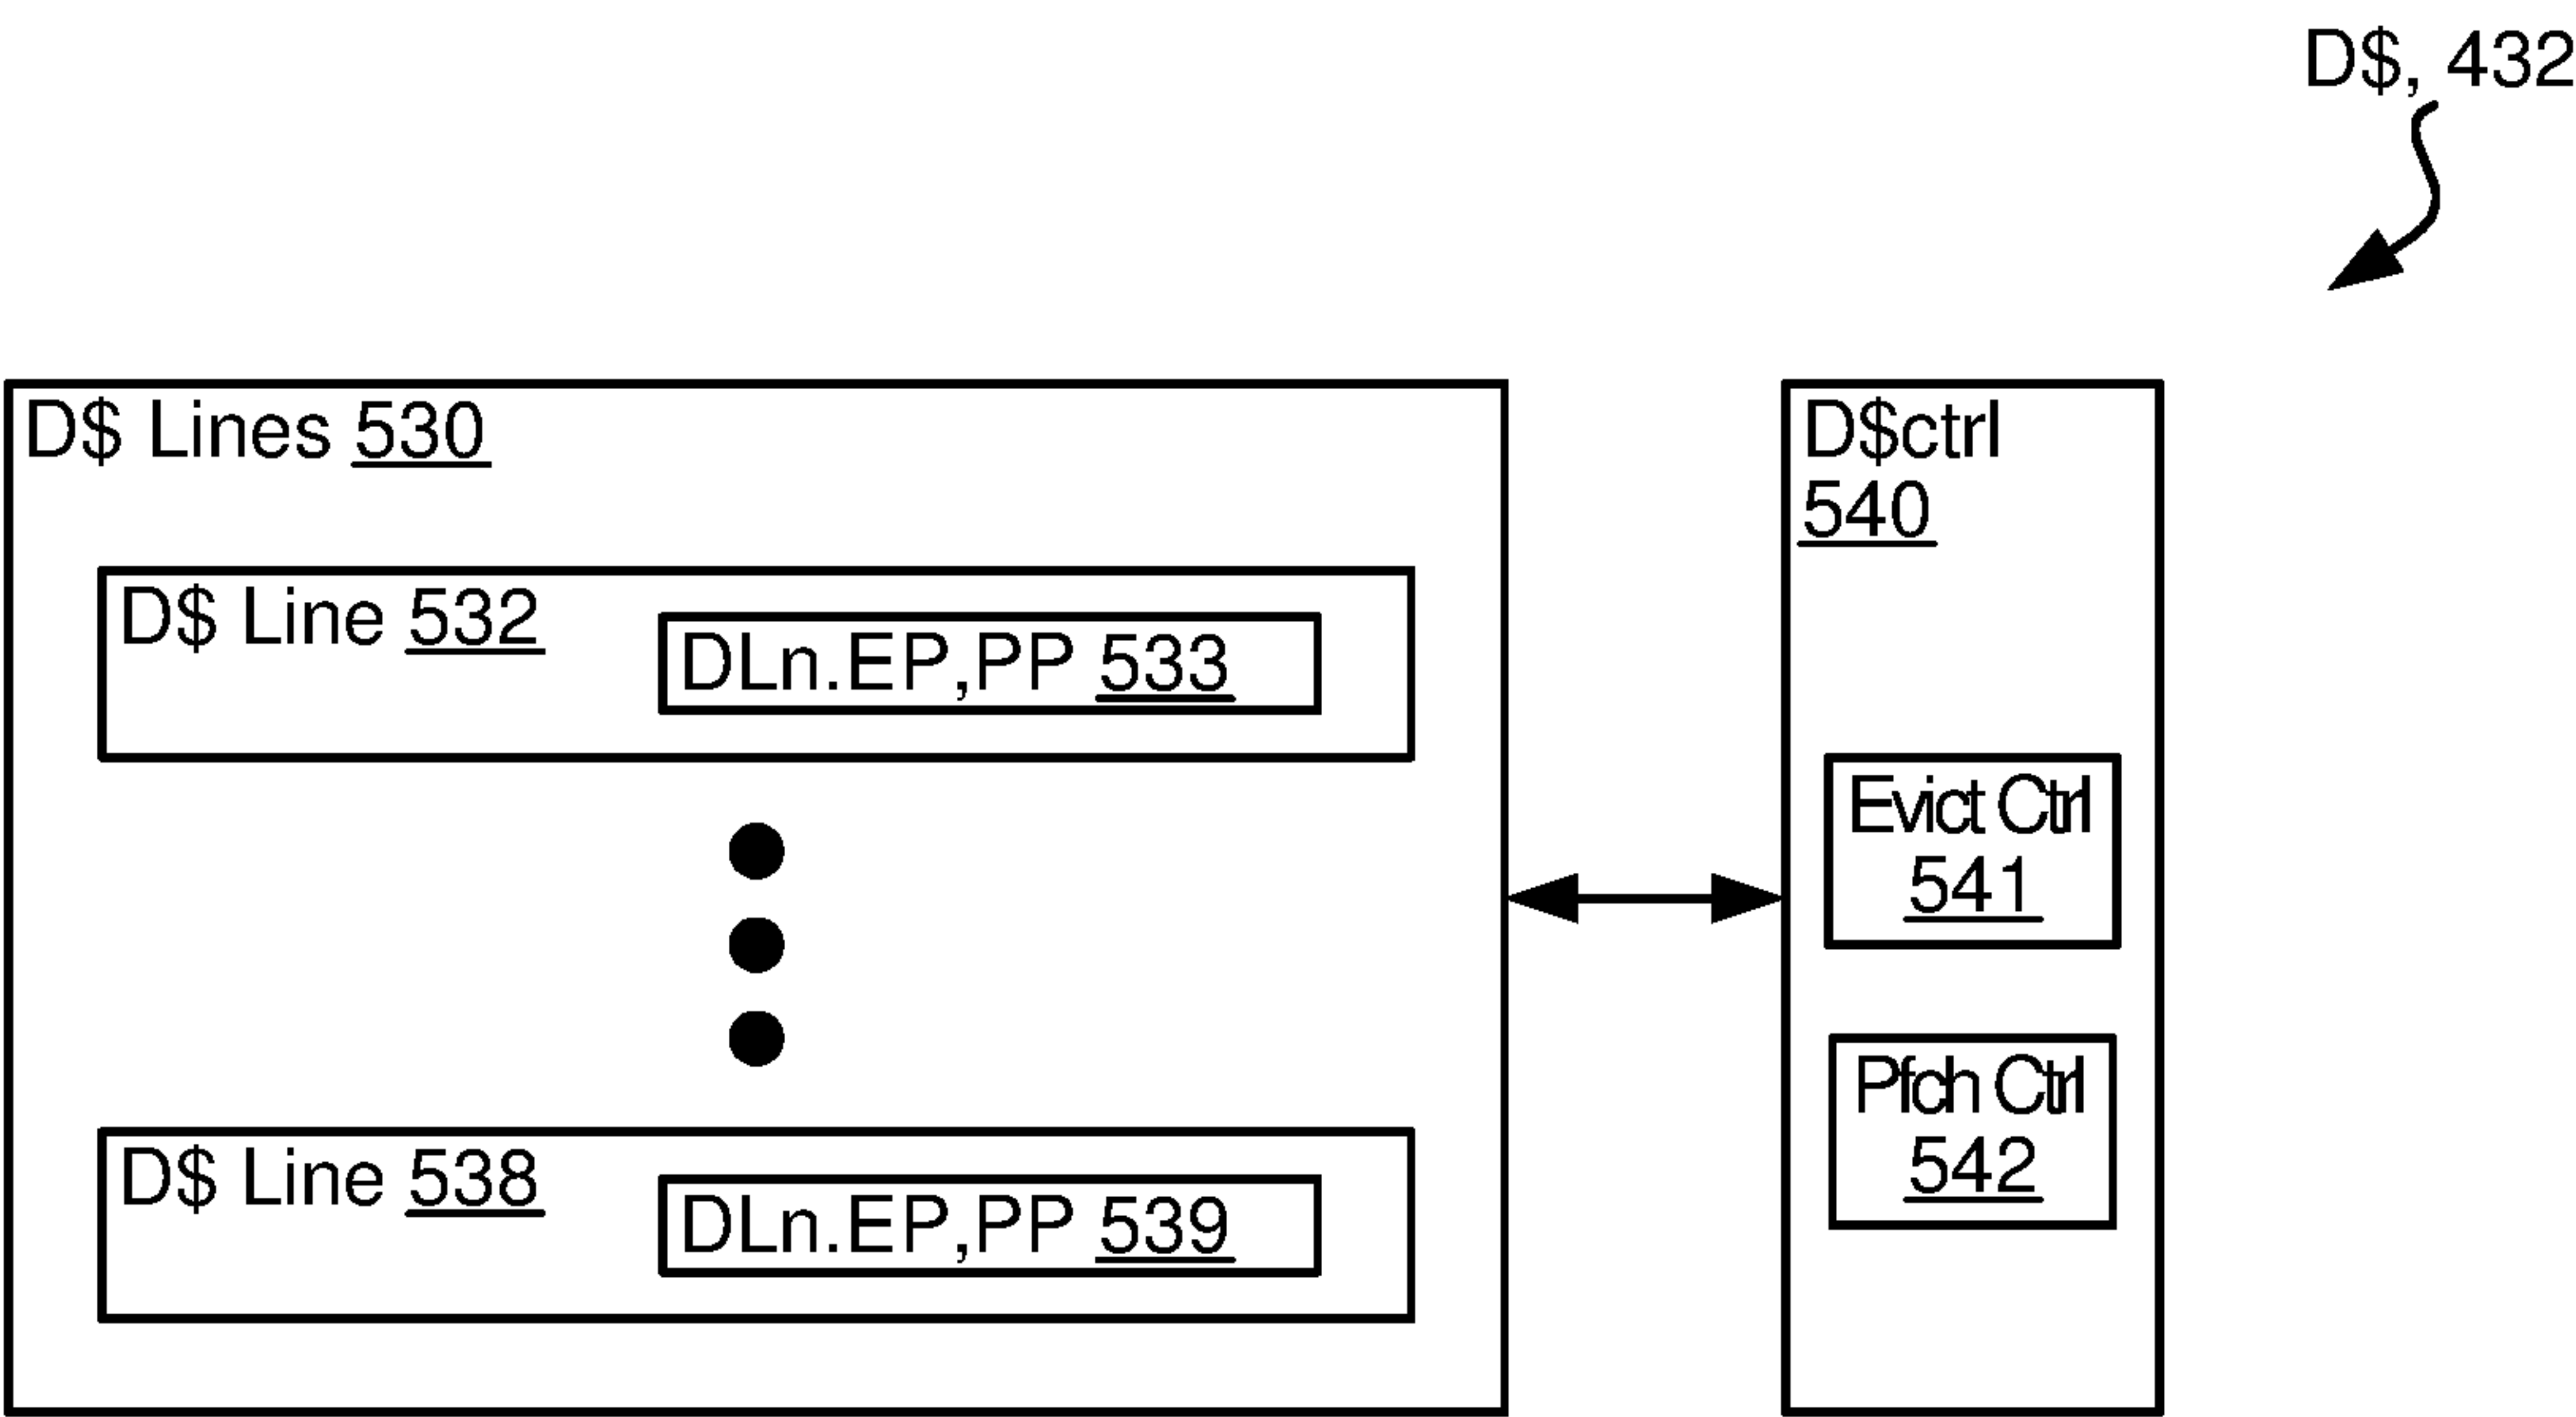 D$, 432
D$ Lines 530
D$ Line 532
DLn.EP,PP 533
D$ Line 538
DLn.EP,PP 539
D$ctrl
540
Evict Ctrl
541
Pfch Ctrl
542